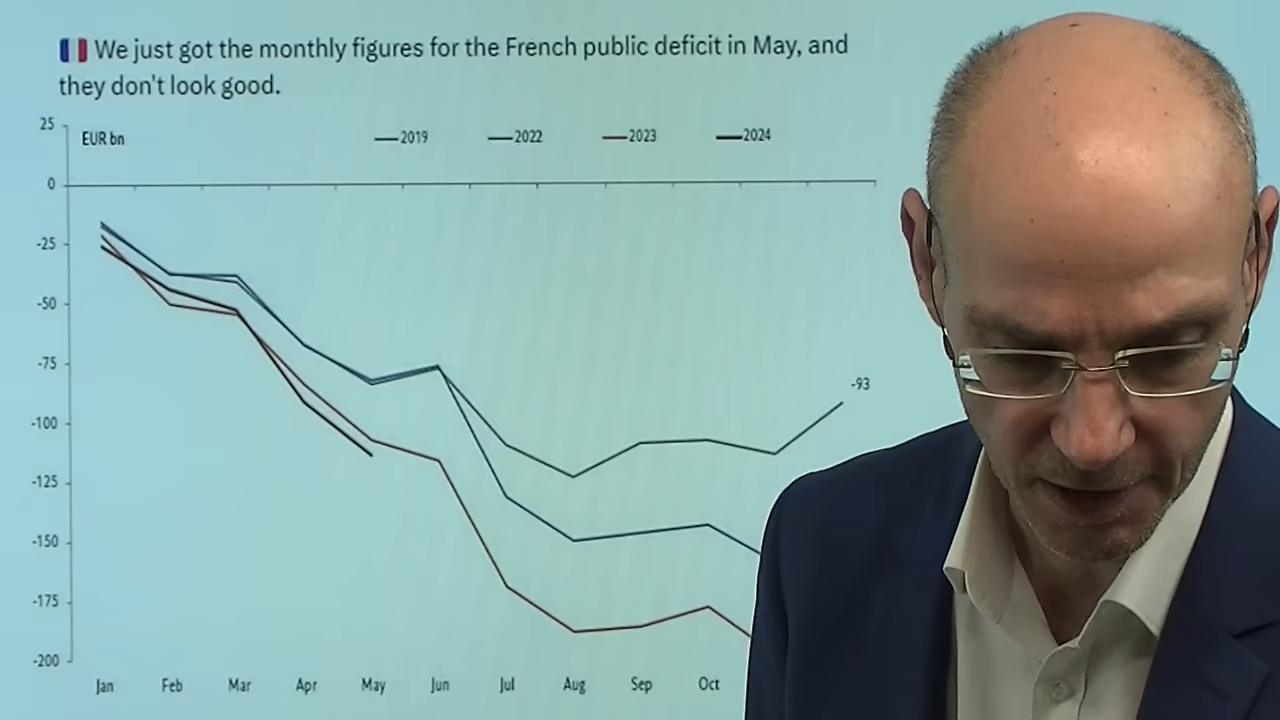 🇫🇷 We just got the monthly figures for the French public deficit in May, and
they don't look good.
25
EUR bn
2019
2022
2023
2024
0
-25
-50
-75
-93
-100
-125
-150
-175
-200
Jan
Feb
Mar
Apr
May
Jun
Jul
Aug
Sep
Oct